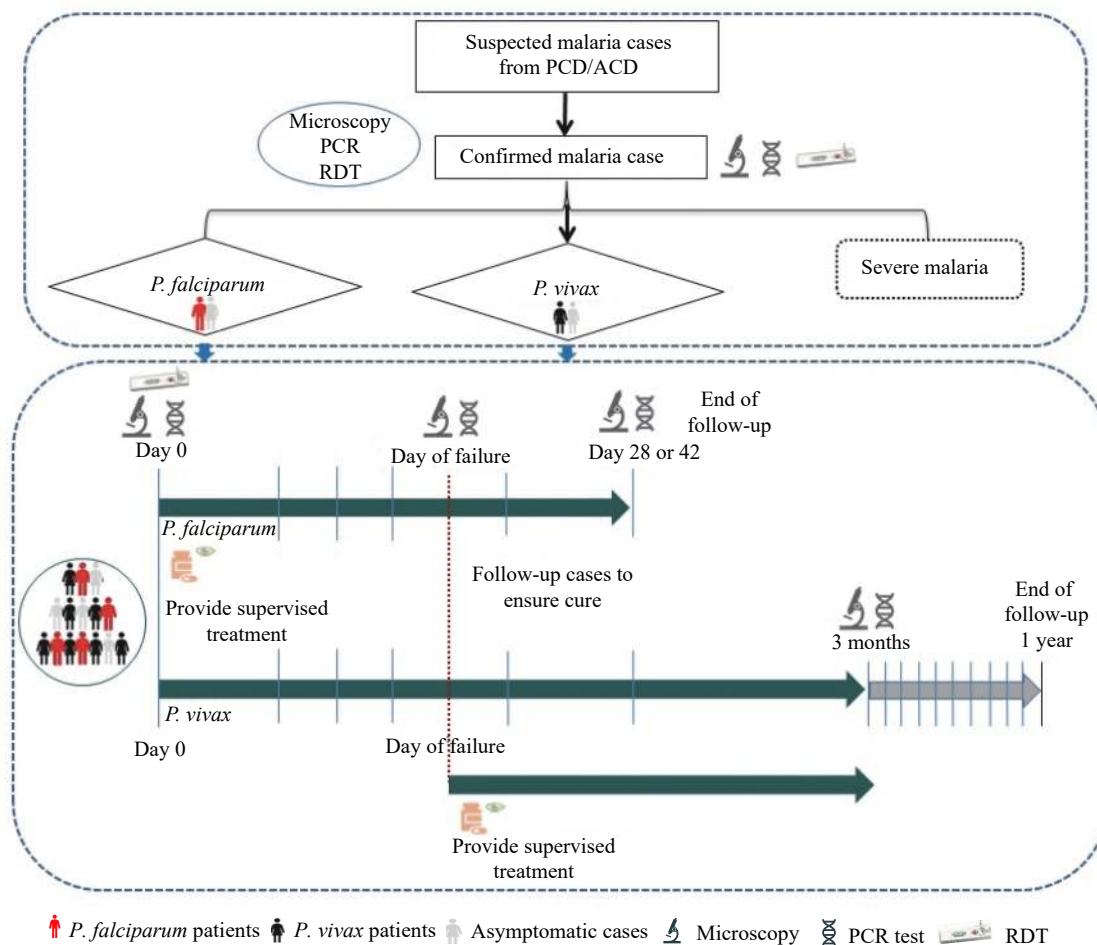 Suspected malaria cases
from PCD/ACD
Microscopy
PCR
RDT
Confirmed malaria case
P. falciparum
P. vivax
Severe malaria
End of
follow-up
Day 0
Day of failure
Day 28 or 42
P. falciparum
Provide supervised
treatment
Follow-up cases to
ensure cure
3 months
End of
follow-up
1 year
P. vivax
Day 0
Day of failure
Provide supervised
treatment
P. falciparum patients
P. vivax patients
Asymptomatic cases
Microscopy
PCR test
RDT